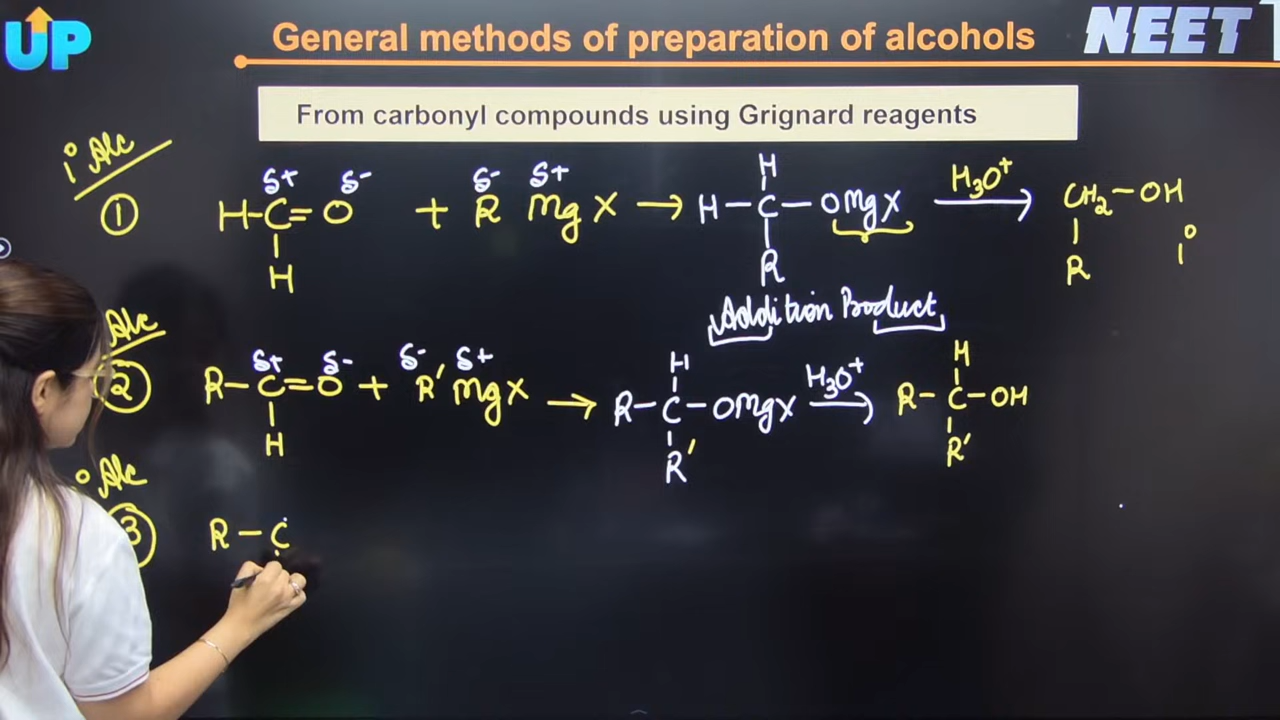 UP
General methods of preparation of alcohols
NEET
From carbonyl compounds using Grignard reagents
1° Alc
δ+ δ- δ- δ+ H H3O+
① H-C=O + R MgX → H-C-OMgX → CH2-OH
H R R 1°
Addition Product
Alc
δ+ δ- δ- δ+ H H3O+ H
② R-C=O + R'MgX → R-C-OMgX → R-C-OH
H R' R'
° Alc
3 R-C